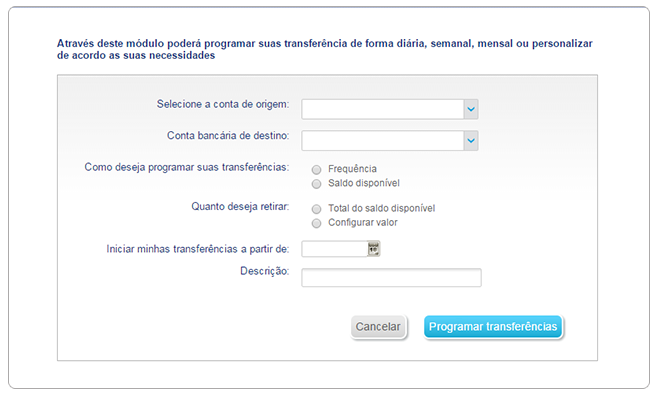 Através deste módulo poderá programar suas transferência de forma diária, semanal, mensal ou personalizar
de acordo as suas necessidades
Selecione a conta de origem:
Conta bancária de destino:
Como deseja programar suas transferências:
Frequência
Saldo disponível
Quanto deseja retirar:
Total do saldo disponível
Configurar valor
Iniciar minhas transferências a partir de:
Descrição:
Cancelar
Programar transferências